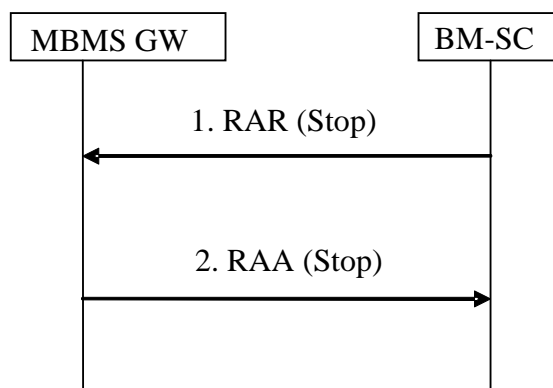 MBMS GW
BM-SC
1. RAR (Stop)
2. RAA (Stop)